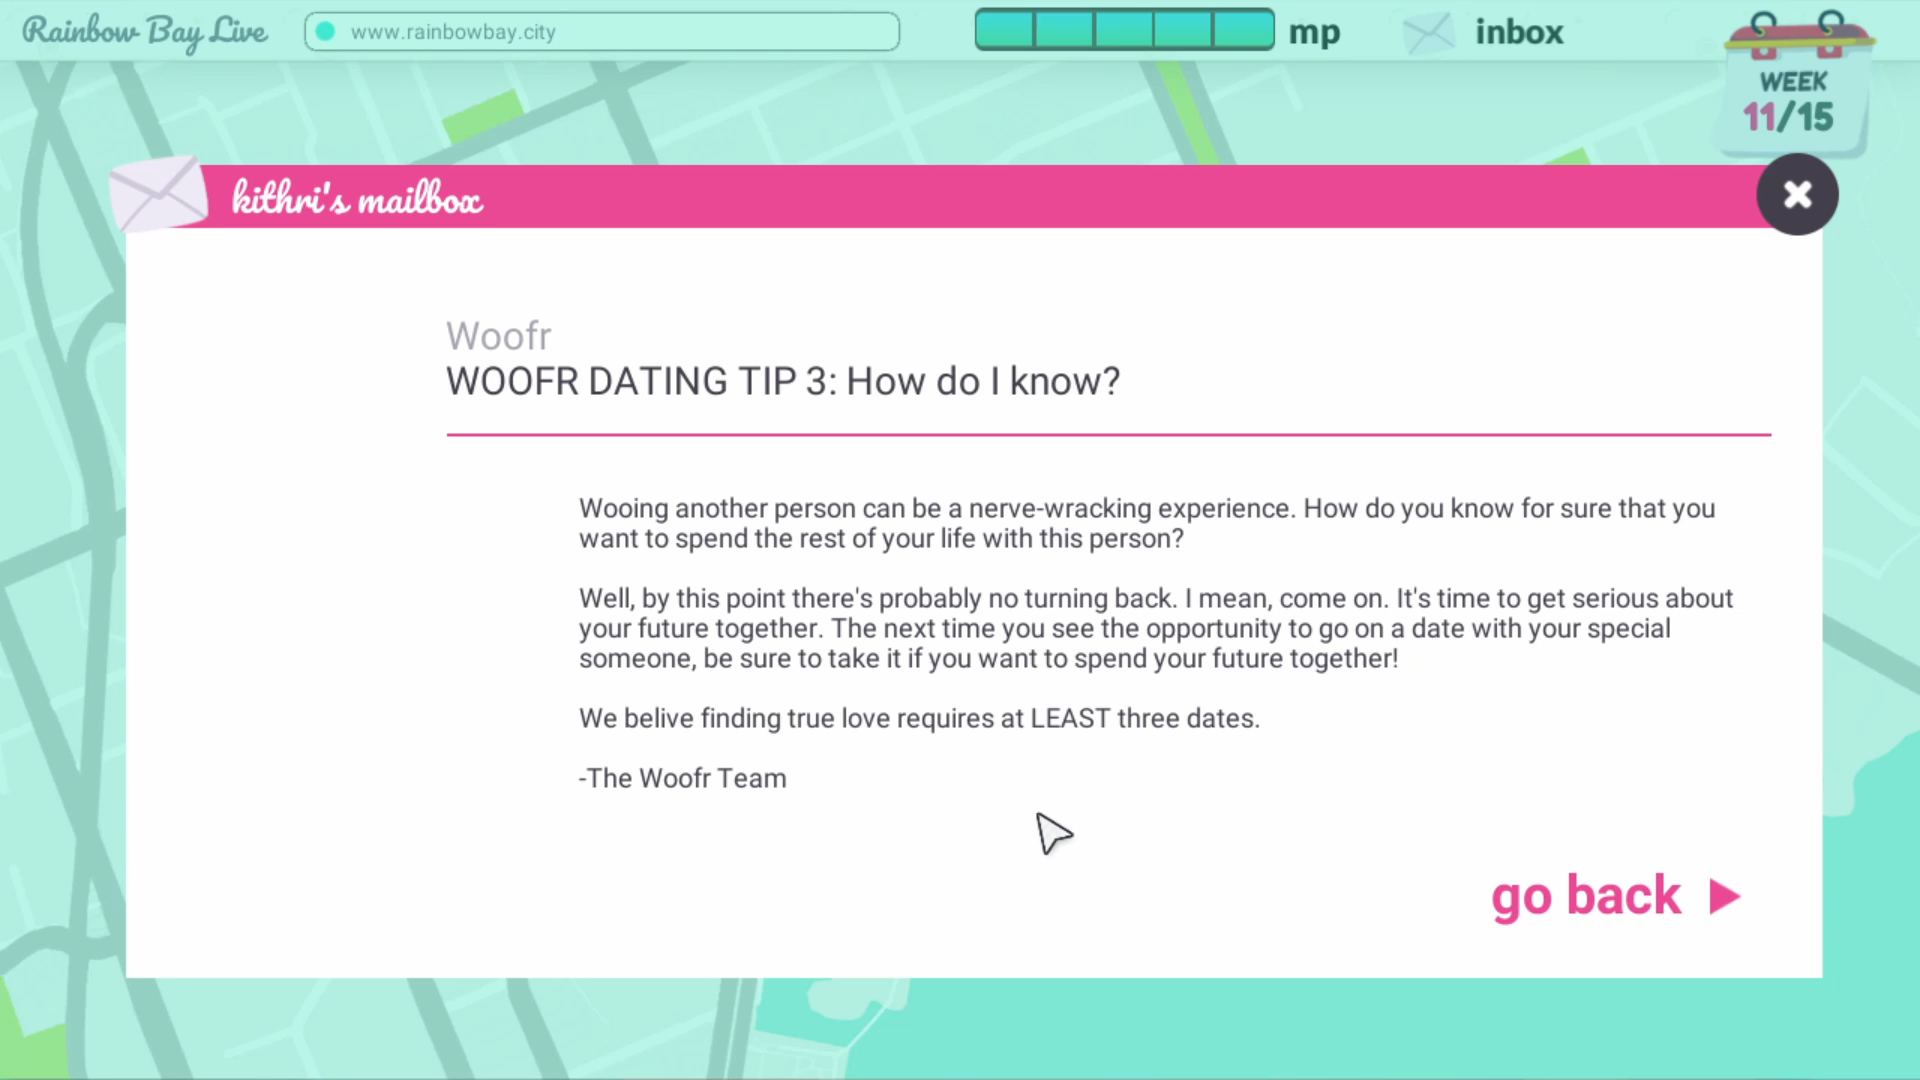 Rainbow Bay Live
www.rainbowbay.city
mp
inbox
WEEK
11/15
kithri's mailbox
Woofr
WOOFR DATING TIP 3: How do I know?
Wooing another person can be a nerve-wracking experience. How do you know for sure that you
want to spend the rest of your life with this person?
Well, by this point there's probably no turning back. I mean, come on. It's time to get serious about
your future together. The next time you see the opportunity to go on a date with your special
someone, be sure to take it if you want to spend your future together!
We belive finding true love requires at LEAST three dates.
-The Woofr Team
go back